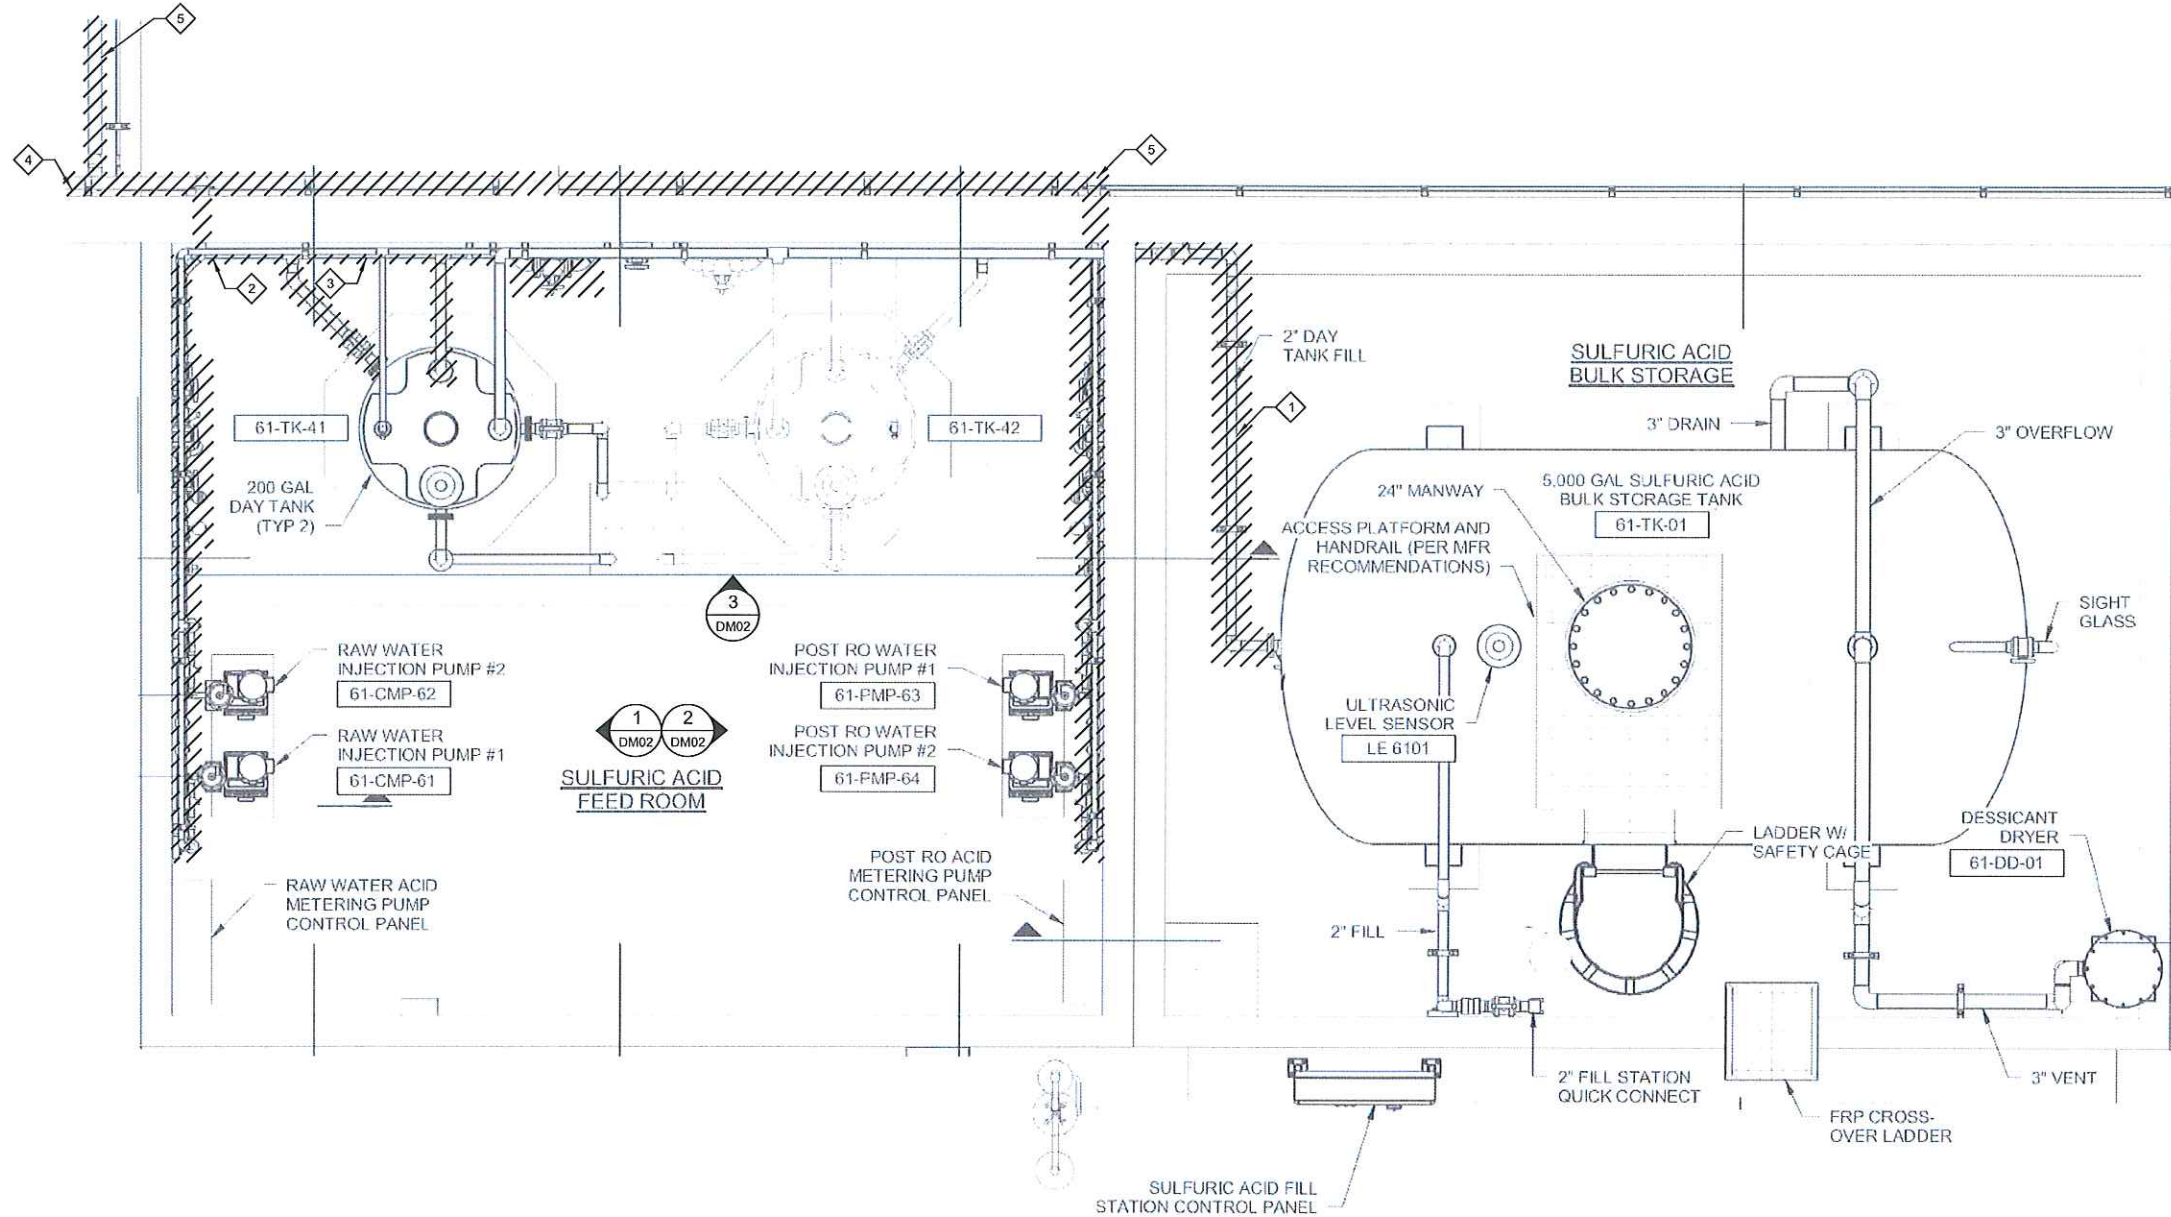 5
4
5
2
3
2" DAY
TANK FILL
SULFURIC ACID
BULK STORAGE
1
61-TK-41
61-TK-42
3" DRAIN
3" OVERFLOW
200 GAL
DAY TANK
(TYP 2)
24" MANWAY
5,000 GAL SULFURIC ACID
BULK STORAGE TANK
61-TK-01
ACCESS PLATFORM AND
HANDRAIL (PER MFR
RECOMMENDATIONS)
3
DM02
SIGHT
GLASS
RAW WATER
INJECTION PUMP #2
61-CMP-62
POST RO WATER
INJECTION PUMP #1
61-PMP-63
ULTRASONIC
LEVEL SENSOR
LE 6101
1
DM02
2
DM02
RAW WATER
INJECTION PUMP #1
61-CMP-61
POST RO WATER
INJECTION PUMP #2
61-PMP-64
SULFURIC ACID
FEED ROOM
DESSICANT
DRYER
61-DD-01
LADDER W/
SAFETY CAGE
POST RO ACID
METERING PUMP
CONTROL PANEL
RAW WATER ACID
METERING PUMP
CONTROL PANEL
2" FILL
2" FILL STATION
QUICK CONNECT
3" VENT
FRP CROSS-
OVER LADDER
SULFURIC ACID FILL
STATION CONTROL PANEL